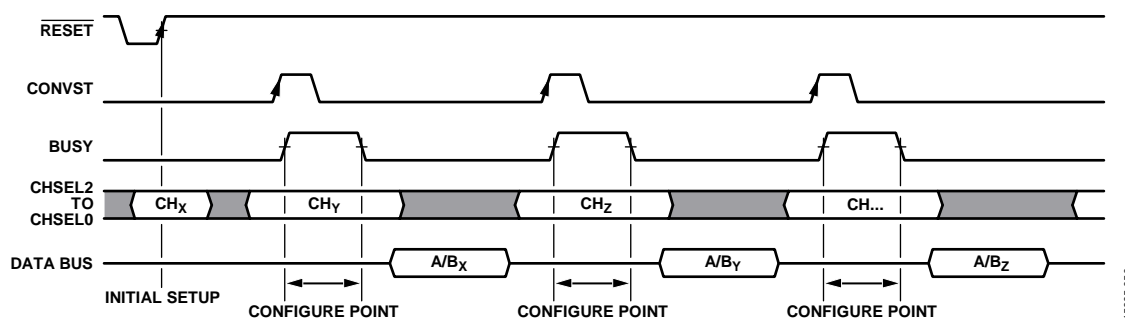 RESET
CONVST
BUSY
CHSEL2
TO
CHSEL0
CHX
CHY
CHZ
CH...
DATA BUS
A/BX
A/BY
A/BZ
INITIAL SETUP
CONFIGURE POINT
CONFIGURE POINT
CONFIGURE POINT